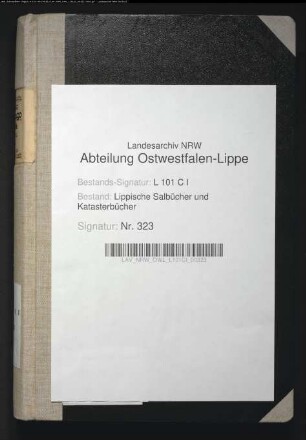 Landesarchiv NRW
Abteilung Ostwestfalen-Lippe
Bestands-Signatur: L 101 C I
Bestand: Lippische Salbücher und
Katasterbücher
Signatur: Nr. 323